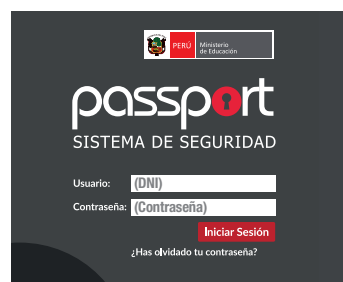 PERÚ Ministerio
de Educación
passport
SISTEMA DE SEGURIDAD
Usuario: (DNI)
Contraseña: (Contraseña)
Iniciar Sesión
¿Has olvidado tu contraseña?